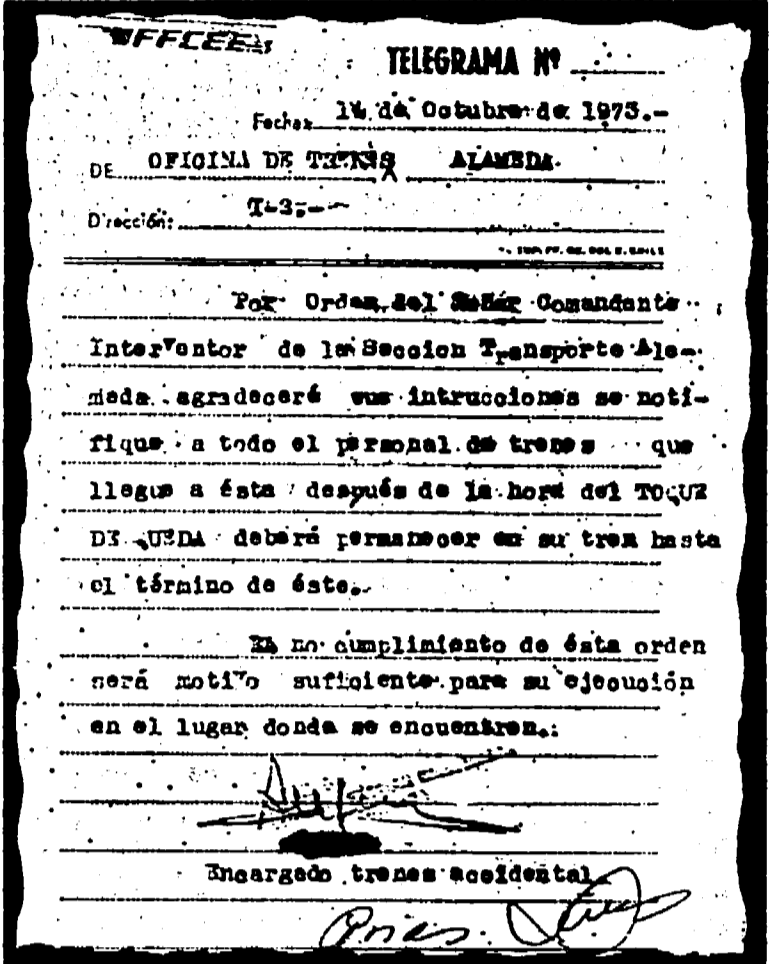 FFCEE
TELEGRAMA Nº
Fecha: 14 de Octubre de 1973.-
DE OFICINA DE TRENES ALAMEDA.
Dirección: T-3.-
Por Orden del Señor Comandante
Interventor de la Seccion Transporte Ala-
meda agradeceré sus intrucciones se noti-
fique a todo el personal de trenes que
llegue a ésta después de la hora del TOQUE
DE QUEDA deberá permanecer en su tren hasta
el término de éste.
El no cumplimiento de ésta orden
será motivo suficiente para su ejecución
en el lugar donde se encuentren.:
Encargado trenes accidental